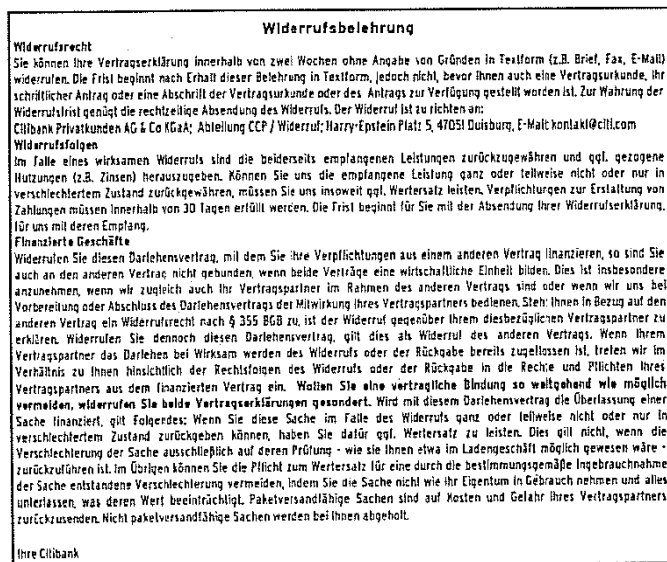 Widerrufsbelehrung
Widerrufsrecht
Sie können Ihre Vertragserklärung innerhalb von zwei Wochen ohne Angabe von Gründen in Textform (z.B. Brief, Fax, E-Mail)
widerrufen. Die Frist beginnt nach Erhalt dieser Belehrung in Textform, jedoch nicht, bevor Ihnen auch eine Vertragsurkunde, Ihr
schriftlicher Antrag oder eine Abschrift der Vertragsurkunde oder des Antrags zur Verfügung gestellt worden ist. Zur Wahrung der
Widerrufsfrist genügt die rechtzeitige Absendung des Widerrufs. Der Widerruf ist zu richten an:
Citibank Privatkunden AG & Co KGaA; Abteilung CCP / Widerruf; Harry-Epstein Platz 5, 47051 Duisburg, E-Mail: kontakt@citi.com
Widerrufsfolgen
Im Falle eines wirksamen Widerrufs sind die beiderseits empfangenen Leistungen zurückzugewähren und ggf. gezogene
Nutzungen (z.B. Zinsen) herauszugeben. Können Sie uns die empfangene Leistung ganz oder teilweise nicht oder nur in
verschlechtertem Zustand zurückgewähren, müssen Sie uns insoweit ggf. Wertersatz leisten. Verpflichtungen zur Erstattung von
Zahlungen müssen innerhalb von 30 Tagen erfüllt werden. Die Frist beginnt für Sie mit der Absendung Ihrer Widerrufserklärung,
für uns mit deren Empfang.
Finanzierte Geschäfte
Widerrufen Sie diesen Darlehensvertrag, mit dem Sie Ihre Verpflichtungen aus einem anderen Vertrag finanzieren, so sind Sie
auch an den anderen Vertrag nicht gebunden, wenn beide Verträge eine wirtschaftliche Einheit bilden. Dies ist insbesondere
anzunehmen, wenn wir zugleich auch Ihr Vertragspartner im Rahmen des anderen Vertrags sind oder wenn wir uns bei
Vorbereitung oder Abschluss des Darlehensvertrags der Mitwirkung Ihres Vertragspartners bedienen. Steht Ihnen in Bezug auf den
anderen Vertrag ein Widerrufsrecht nach § 355 BGB zu, ist der Widerruf gegenüber Ihrem diesbezüglichen Vertragspartner zu
erklären. Widerrufen Sie dennoch diesen Darlehensvertrag, gilt dies als Widerruf des anderen Vertrags. Wenn Ihrem
Vertragspartner das Darlehen bei Wirksam werden des Widerrufs oder der Rückgabe bereits zugeflossen ist, treten wir im
Verhältnis zu Ihnen hinsichtlich der Rechtsfolgen des Widerrufs oder der Rückgabe in die Rechte und Pflichten Ihres
Vertragspartners aus dem finanzierten Vertrag ein. Wollen Sie eine vertragliche Bindung so weitgehend wie möglich
vermeiden, widerrufen Sie beide Vertragserklärungen gesondert. Wird mit diesem Darlehensvertrag die Überlassung einer
Sache finanziert, gilt Folgendes: Wenn Sie diese Sache im Falle des Widerrufs ganz oder teilweise nicht oder nur in
verschlechtertem Zustand zurückgeben können, haben Sie dafür ggf. Wertersatz zu leisten. Dies gilt nicht, wenn die
Verschlechterung der Sache ausschließlich auf deren Prüfung - wie sie Ihnen etwa im Ladengeschäft möglich gewesen wäre -
zurückzuführen ist. Im Übrigen können Sie die Pflicht zum Wertersatz für eine durch die bestimmungsgemäße Ingebrauchnahme
der Sache entstandene Verschlechterung vermeiden, indem Sie die Sache nicht wie Ihr Eigentum in Gebrauch nehmen und alles
unterlassen, was deren Wert beeinträchtigt. Paketversandfähige Sachen sind auf Kosten und Gefahr Ihres Vertragspartners
zurückzusenden. Nicht paketversandfähige Sachen werden bei Ihnen abgeholt.
Ihre Citibank